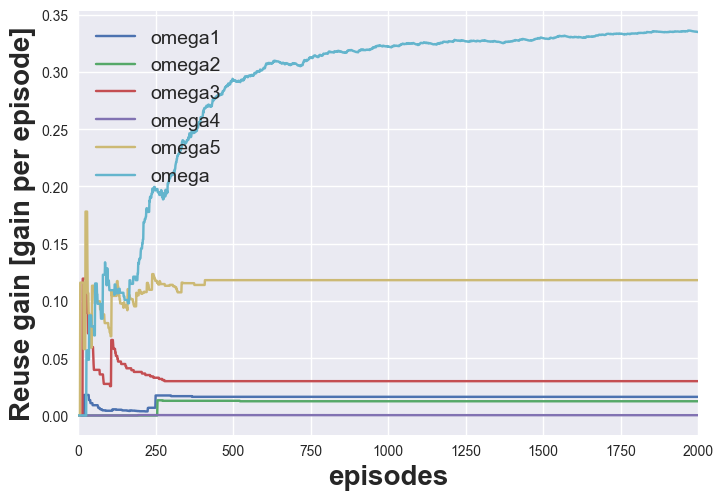 0.35
0.30
0.25
0.20
0.15
0.10
0.05
0.00
Reuse gain [gain per episode]
omega1
omega2
omega3
omega4
omega5
omega
0 250 500 750 1000 1250 1500 1750 2000
episodes